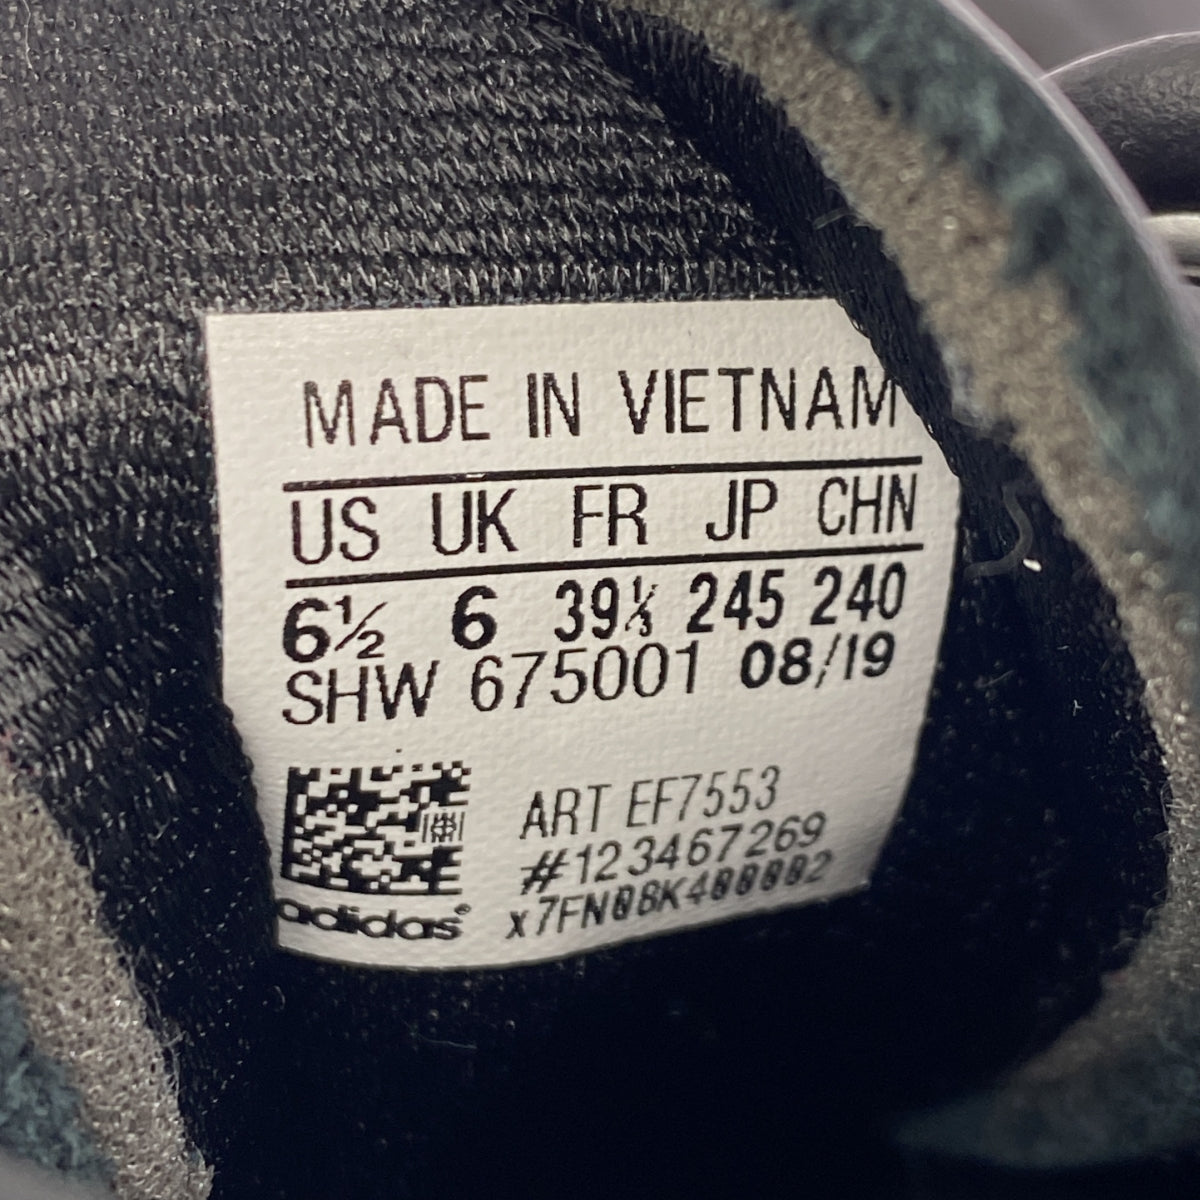 MADE IN VIETNAM
US UK FR JP CHN
6½ 6 39⅓ 245 240
SHW 675001 08/19
ART EF7553
#123467269
x7FN0BK400002
adidas®